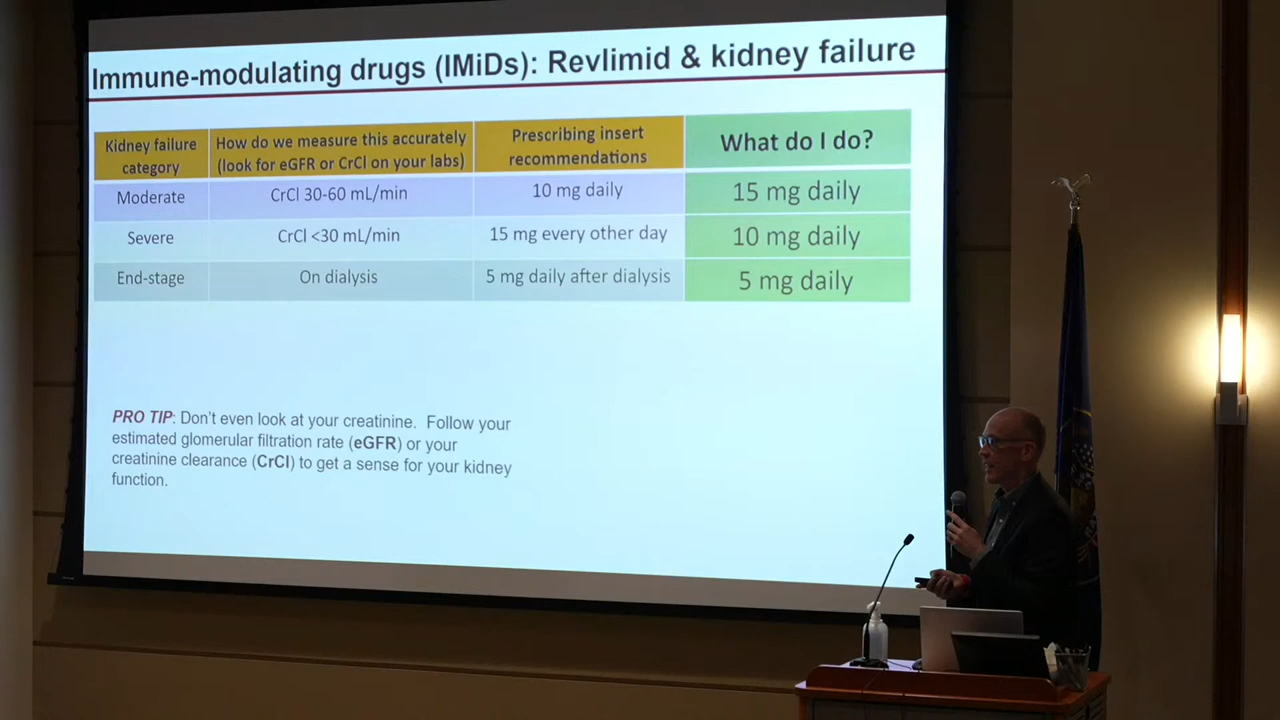 Immune-modulating drugs (IMiDs): Revlimid & kidney failure
Kidney failure
category
How do we measure this accurately
(look for eGFR or CrCl on your labs)
Prescribing insert
recommendations
What do I do?
Moderate
CrCl 30-60 mL/min
10 mg daily
15 mg daily
Severe
CrCl <30 mL/min
15 mg every other day
10 mg daily
End-stage
On dialysis
5 mg daily after dialysis
5 mg daily
PRO TIP: Don't even look at your creatinine. Follow your
estimated glomerular filtration rate (eGFR) or your
creatinine clearance (CrCl) to get a sense for your kidney
function.